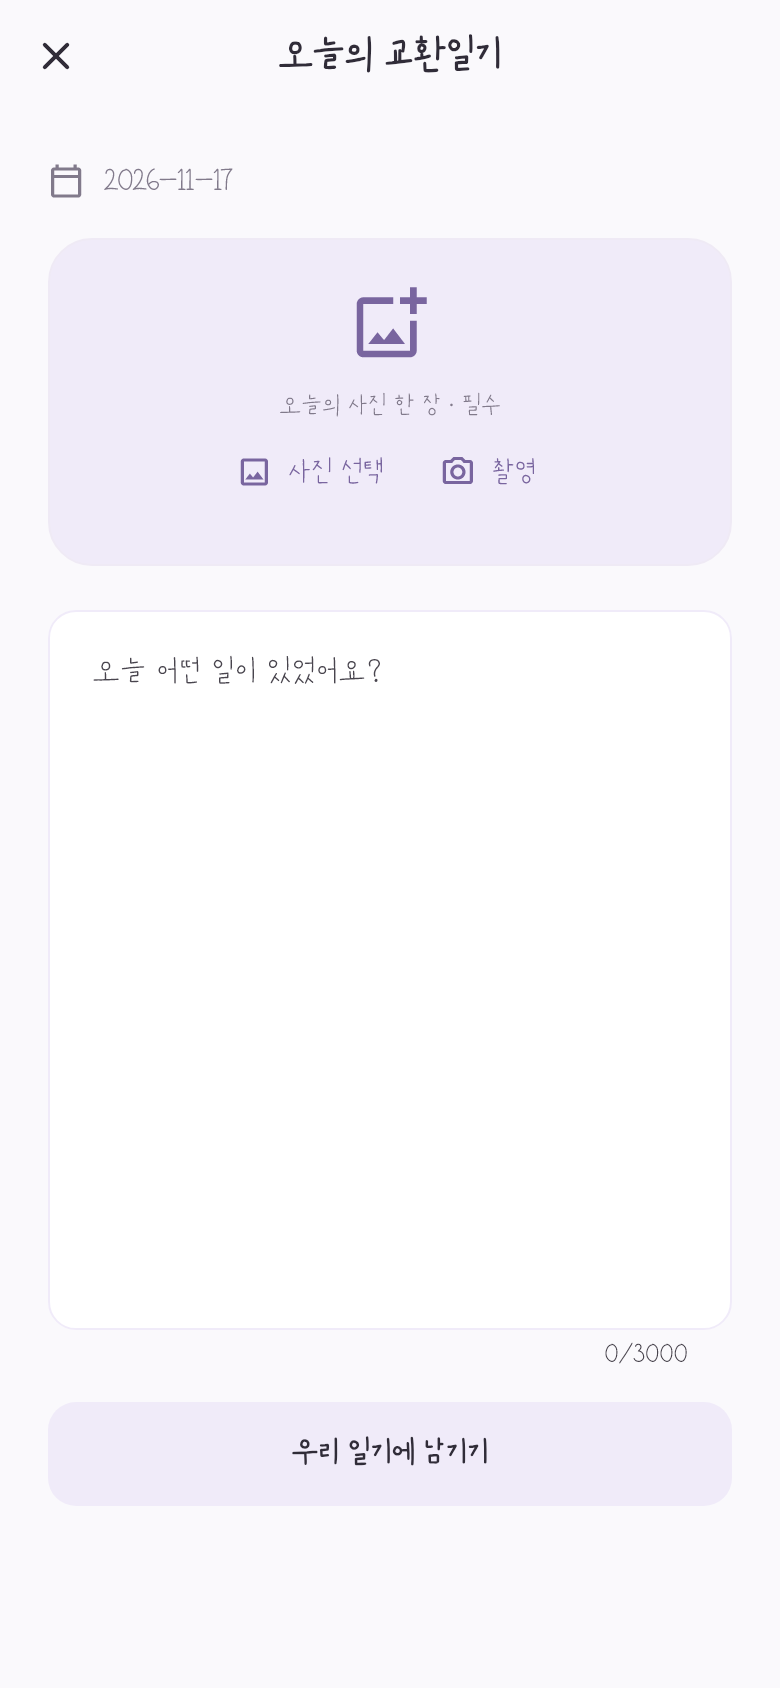 오늘의 교환일기
2026-11-17
오늘의 사진 한 장 · 필수
사진 선택 촬영
오늘 어떤 일이 있었어요?
0/3000
우리 일기에 남기기